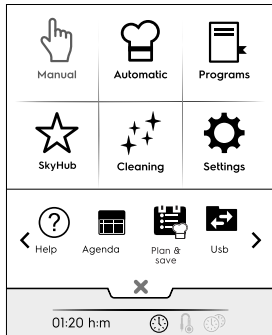 Manual Automatic Programs
SkyHub Cleaning Settings
? Help Agenda Plan & save Usb
01:20 h:m